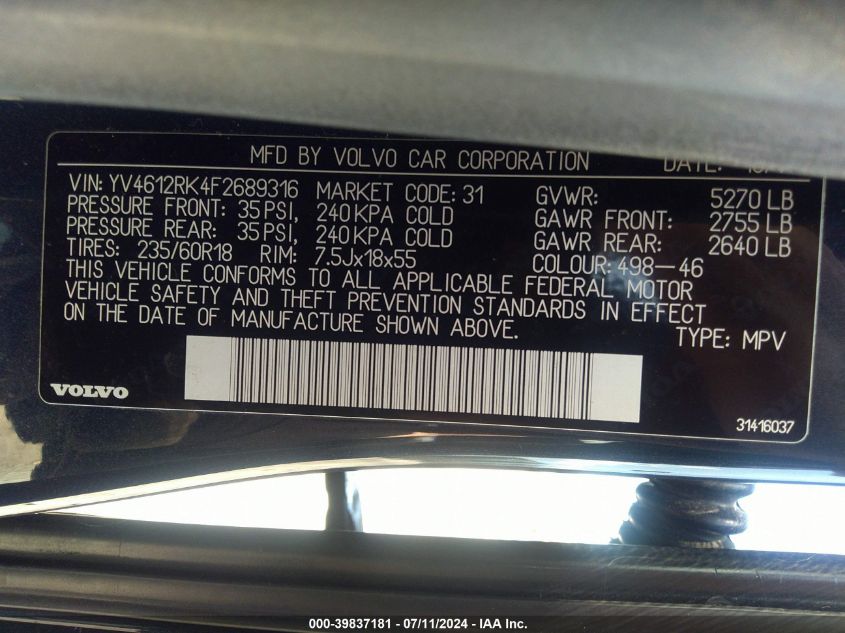 MFD BY VOLVO CAR CORPORATION DATE:
VIN: YV4612RK4F2689316 MARKET CODE: 31 GVWR: 5270 LB
PRESSURE FRONT: 35 PSI, 240 KPA COLD GAWR FRONT: 2755 LB
PRESSURE REAR: 35 PSI, 240 KPA COLD GAWR REAR: 2640 LB
TIRES: 235/60R18 RIM: 7.5Jx18x55 COLOUR: 498-46
THIS VEHICLE CONFORMS TO ALL APPLICABLE FEDERAL MOTOR
VEHICLE SAFETY AND THEFT PREVENTION STANDARDS IN EFFECT
ON THE DATE OF MANUFACTURE SHOWN ABOVE. TYPE: MPV
VOLVO
31416037
000-39837181 - 07/11/2024 - IAA Inc.